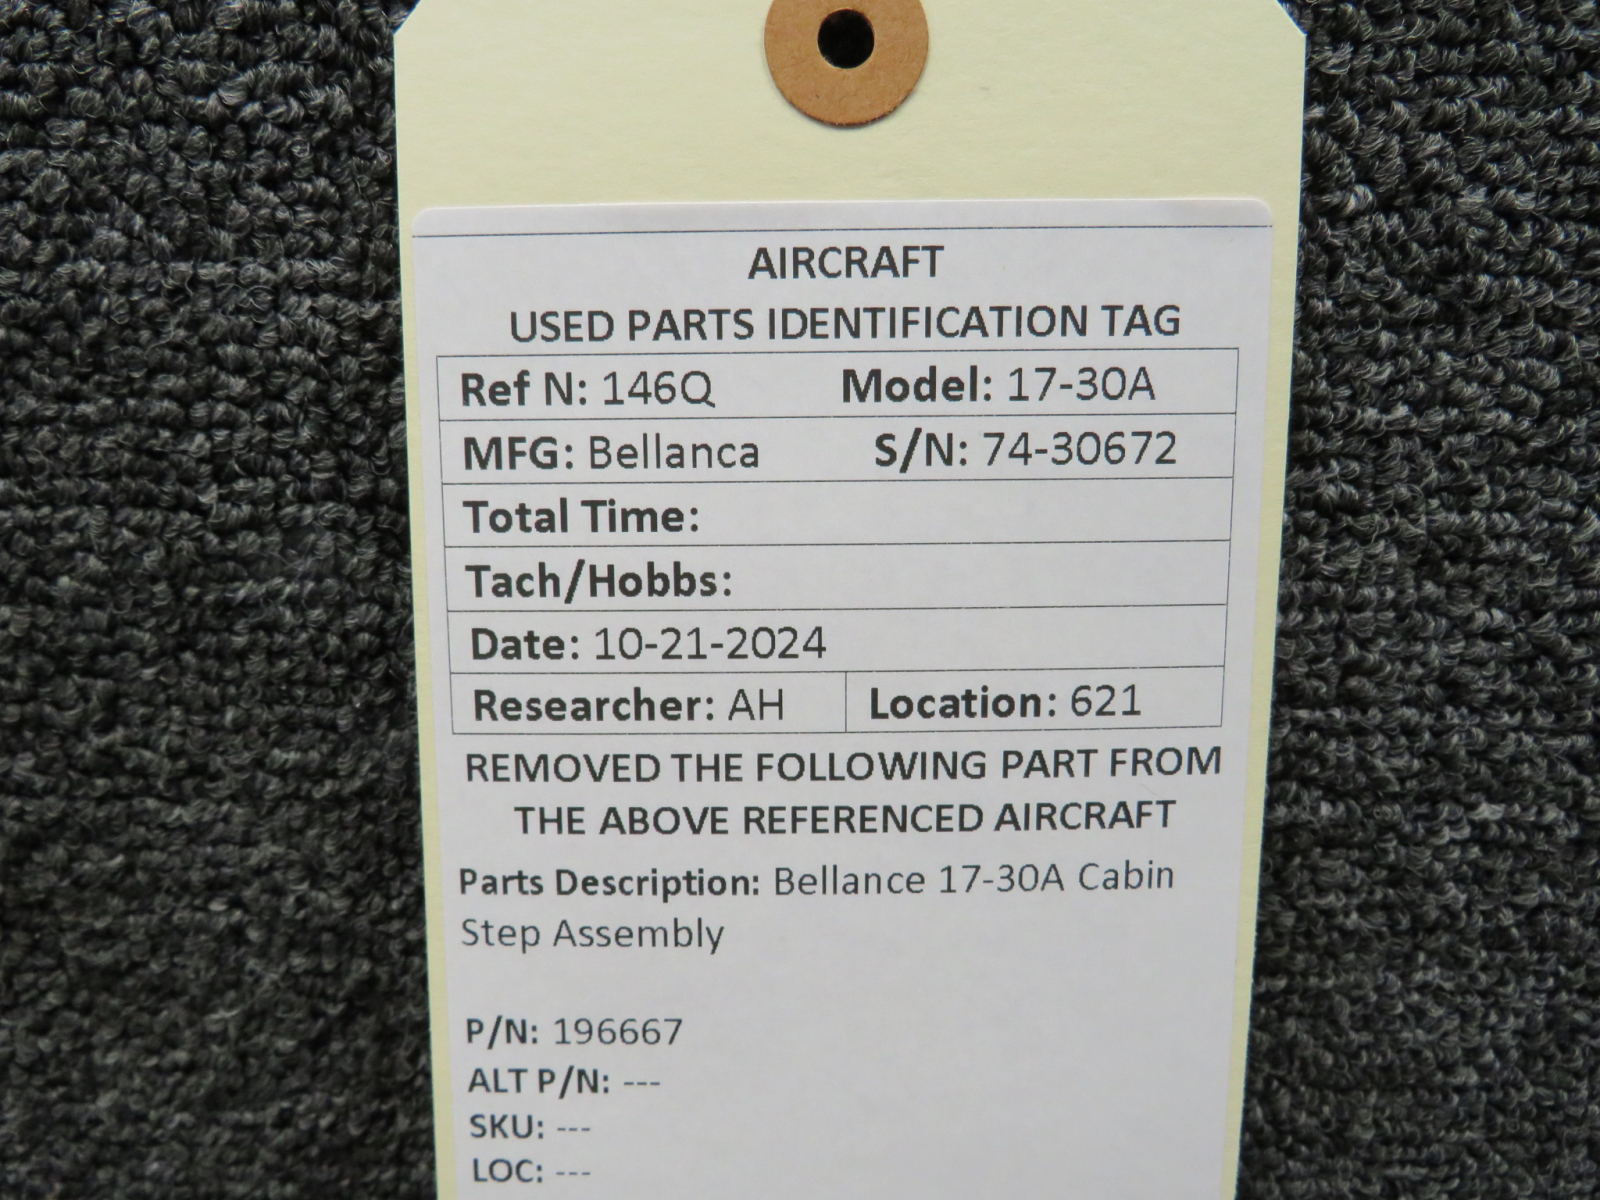 AIRCRAFT
USED PARTS IDENTIFICATION TAG
Ref N: 146Q Model: 17-30A
MFG: Bellanca S/N: 74-30672
Total Time:
Tach/Hobbs:
Date: 10-21-2024
Researcher: AH Location: 621
REMOVED THE FOLLOWING PART FROM
THE ABOVE REFERENCED AIRCRAFT
Parts Description: Bellance 17-30A Cabin
Step Assembly
P/N: 196667
ALT P/N: ---
SKU: ---
LOC: ---